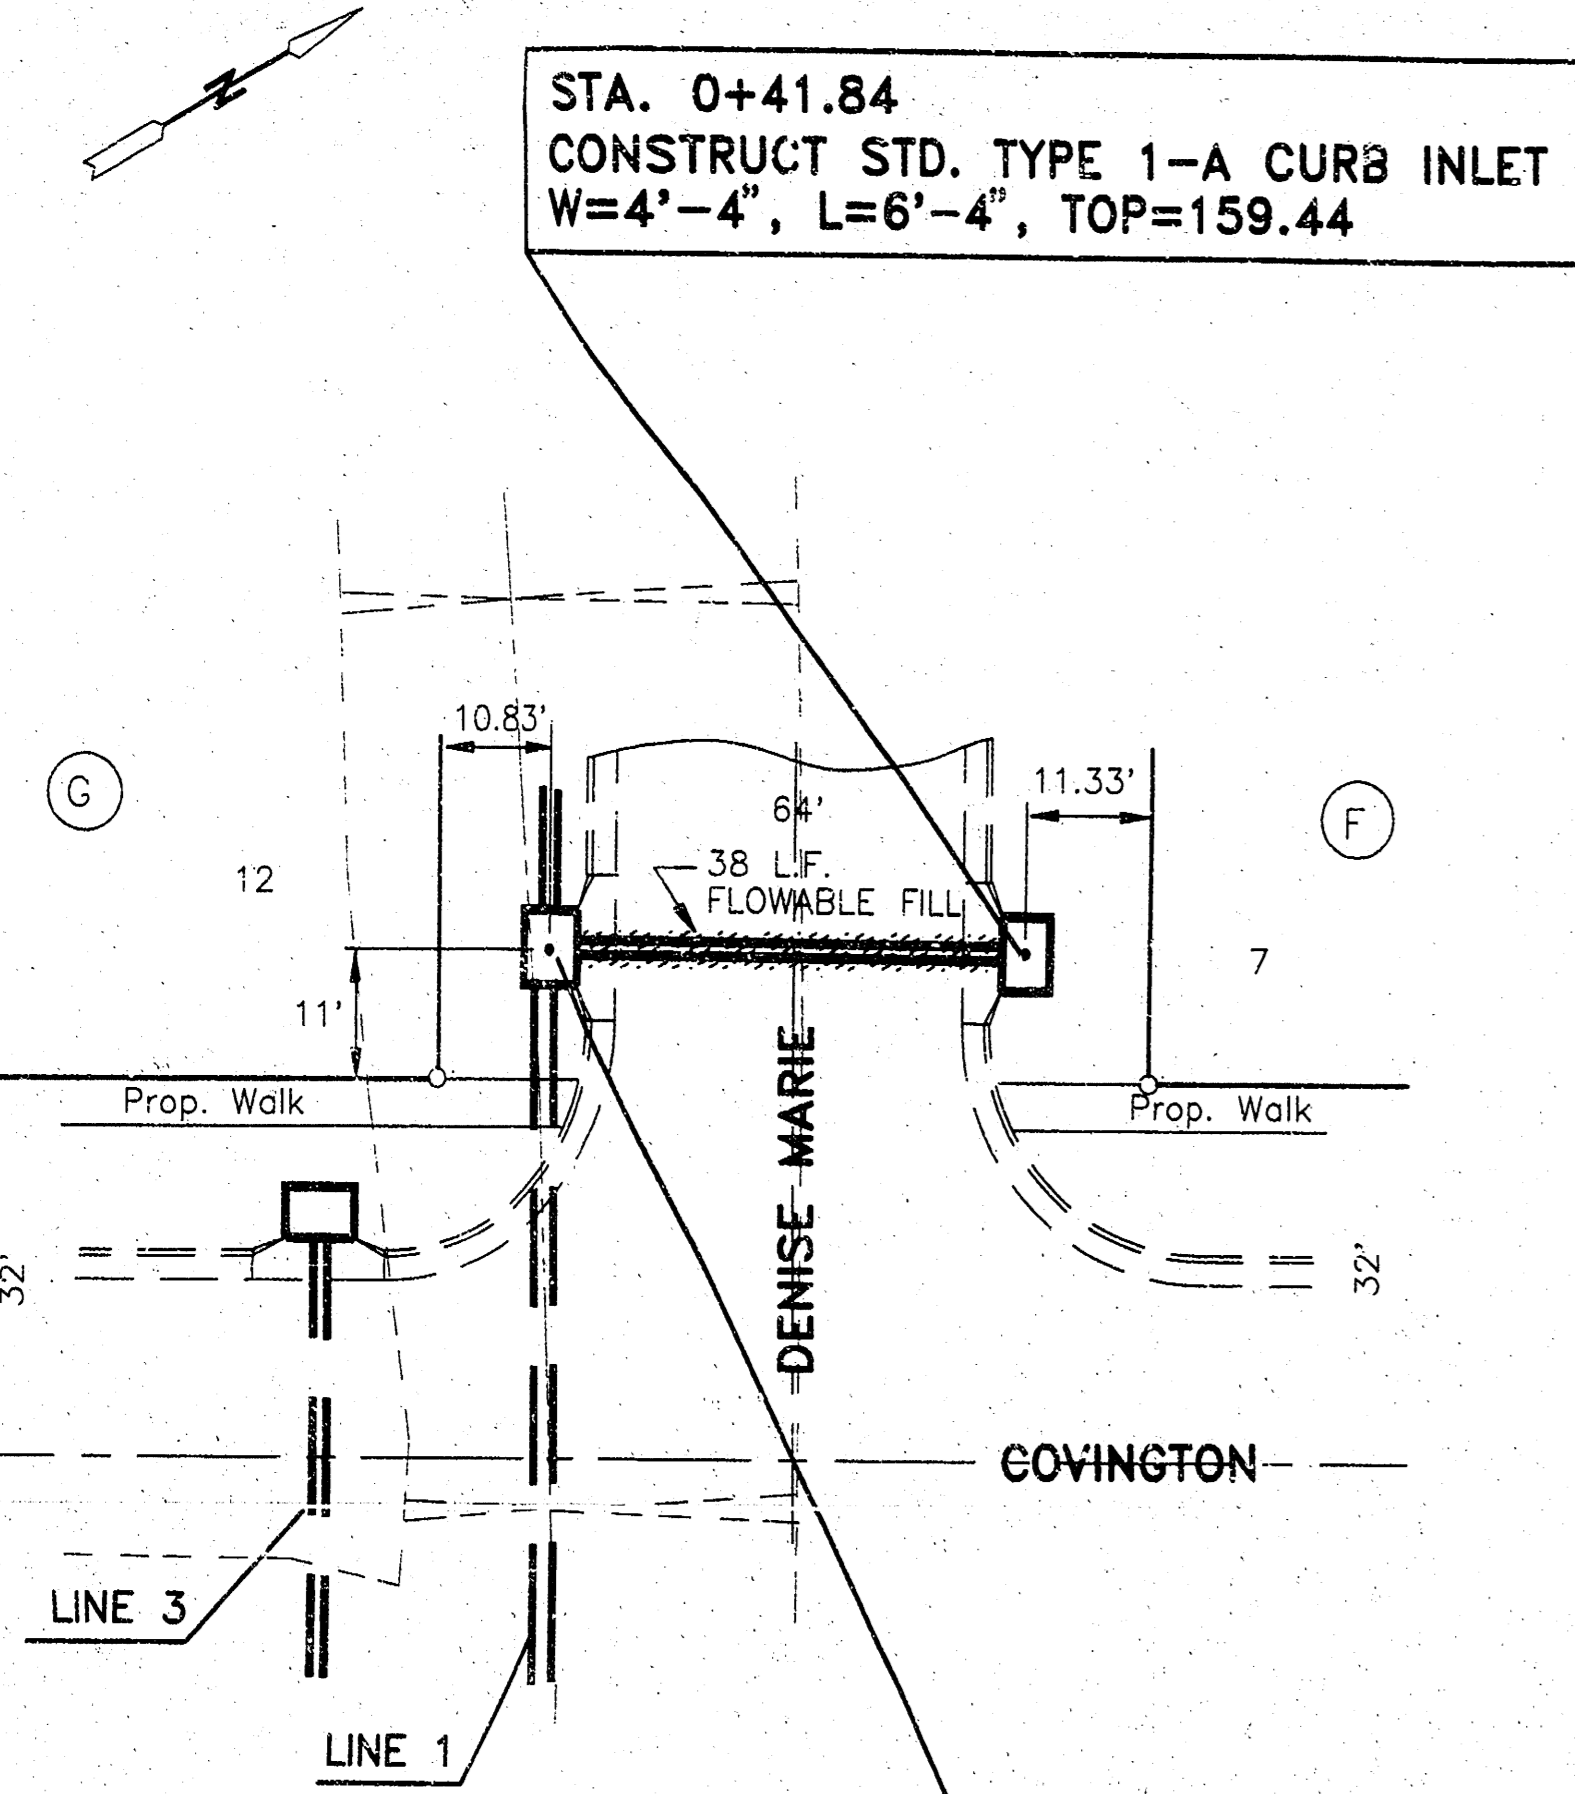 N
STA. 0+41.84
CONSTRUCT STD. TYPE 1-A CURB INLET
W=4'-4", L=6'-4", TOP=159.44
10.83'
11.33'
G
64'
F
38 L.F.
FLOWABLE FILL
12
7
11'
Prop. Walk
Prop. Walk
DENISE MARIE
32'
32'
COVINGTON
LINE 3
LINE 1